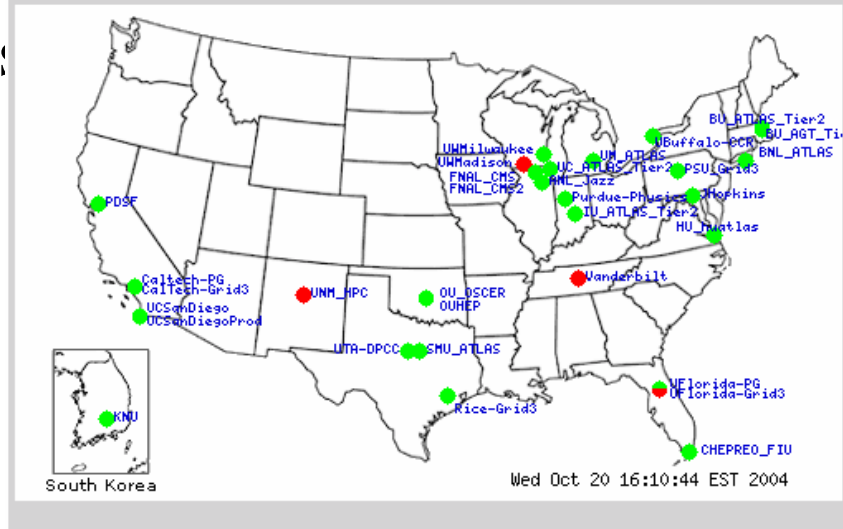 BU_ATLAS_Tier2
BU_AGT_Tie
UBuffalo-CCR
BNL_ATLAS
UWMilwaukee
UM_ATLAS
UWMadison
UC_ATLAS_Tier2
PSU_Grid3
FNAL_CMS
ANL_Jazz
FNAL_CMS2
Purdue-Physics
JHopkins
IU_ATLAS_Tier2
HU_huatlas
PDSF
Vanderbilt
Caltech-PG
CalTech-Grid3
UNM_HPC
OU_OSCER
OUHEP
UCSanDiego
UCSanDiegoProd
UTA-DPCC
SMU_ATLAS
UFlorida-PG
UFlorida-Grid3
Rice-Grid3
KNU
CHEPREO_FIU
South Korea
Wed Oct 20 16:10:44 EST 2004